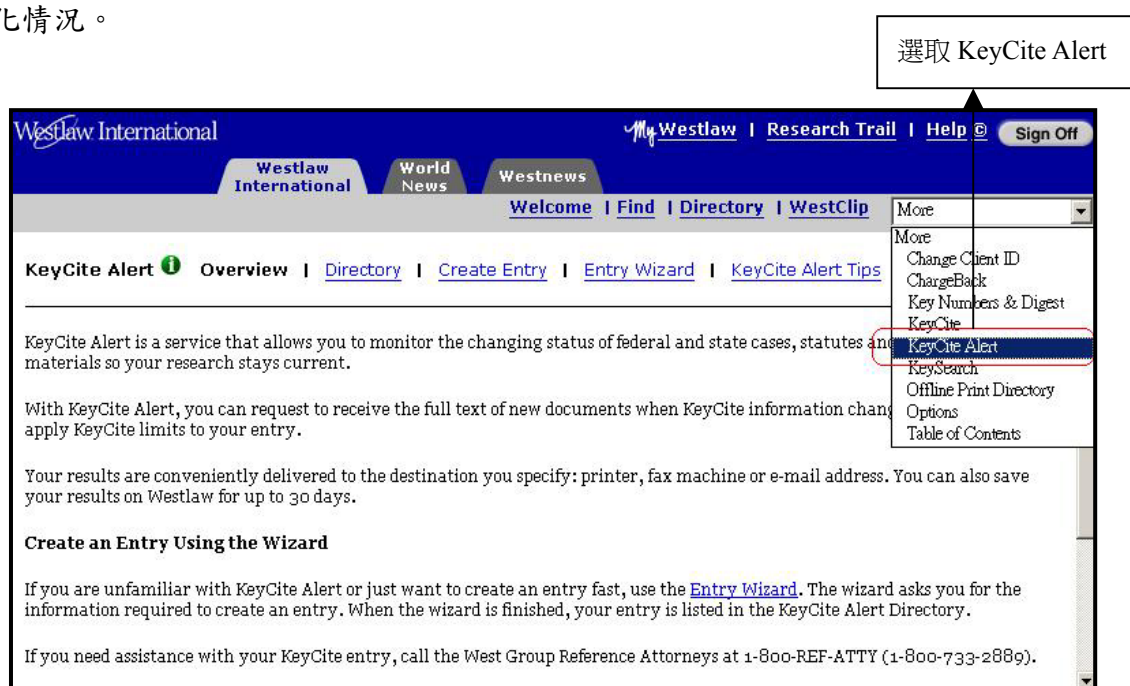 化情況。
選取 KeyCite Alert
Westlaw International
My Westlaw | Research Trail | Help © Sign Off
Westlaw International
World News
Westnews
Welcome | Find | Directory | WestClip
More
More
Change Client ID
ChargeBack
Key Numbers & Digest
KeyCite
KeyCite Alert
KeySearch
Offline Print Directory
Options
Table of Contents
KeyCite Alert i Overview | Directory | Create Entry | Entry Wizard | KeyCite Alert Tips
KeyCite Alert is a service that allows you to monitor the changing status of federal and state cases, statutes and
materials so your research stays current.
With KeyCite Alert, you can request to receive the full text of new documents when KeyCite information chang
apply KeyCite limits to your entry.
Your results are conveniently delivered to the destination you specify: printer, fax machine or e-mail address. You can also save
your results on Westlaw for up to 30 days.
Create an Entry Using the Wizard
If you are unfamiliar with KeyCite Alert or just want to create an entry fast, use the Entry Wizard. The wizard asks you for the
information required to create an entry. When the wizard is finished, your entry is listed in the KeyCite Alert Directory.
If you need assistance with your KeyCite entry, call the West Group Reference Attorneys at 1-800-REF-ATTY (1-800-733-2889).